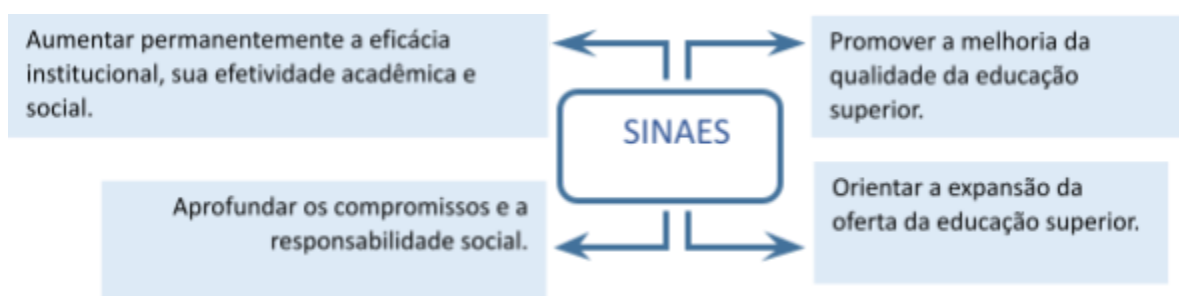 Aumentar permanentemente a eficácia
institucional, sua efetividade acadêmica e
social.
Promover a melhoria da
qualidade da educação
superior.
SINAES
Aprofundar os compromissos e a
responsabilidade social.
Orientar a expansão da
oferta da educação superior.